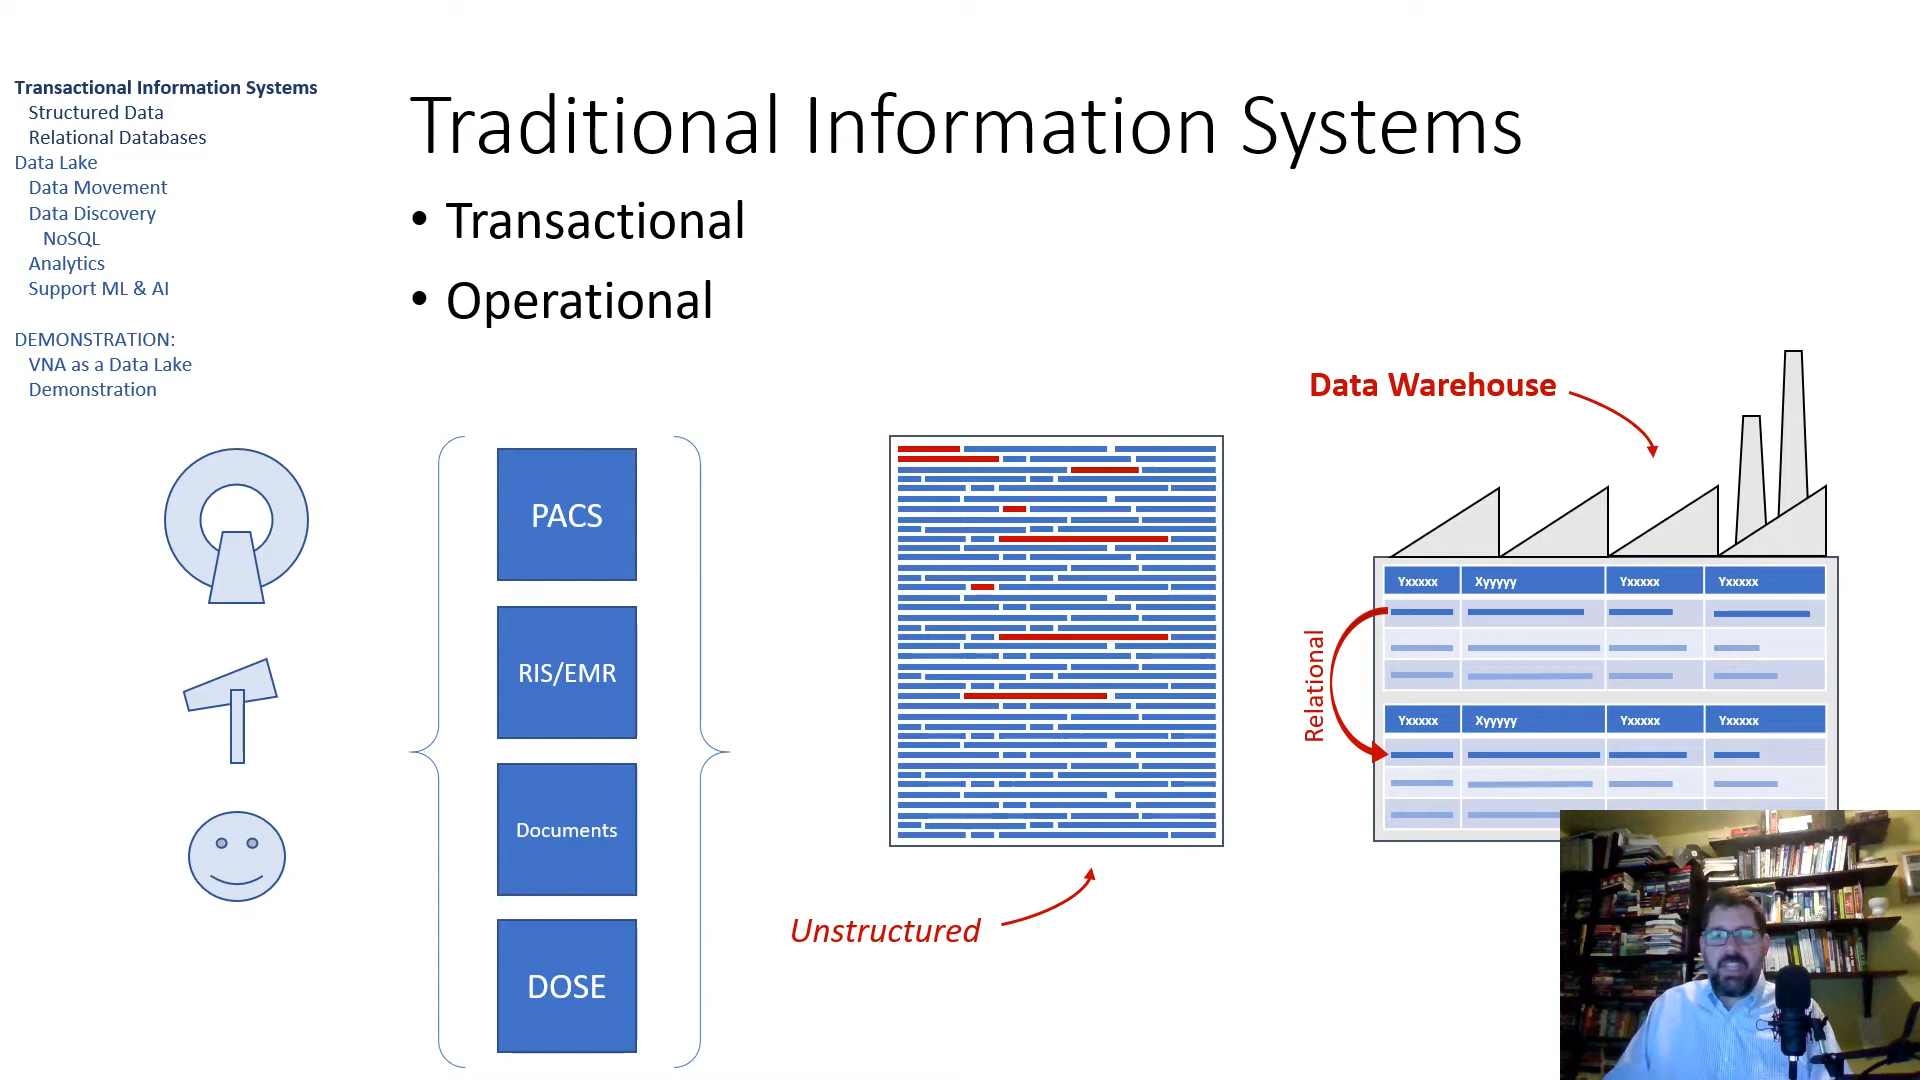 Transactional Information Systems
Structured Data
Relational Databases
Data Lake
Data Movement
Data Discovery
NoSQL
Analytics
Support ML & AI
DEMONSTRATION:
VNA as a Data Lake
Demonstration
Traditional Information Systems
• Transactional
• Operational
PACS
RIS/EMR
Documents
DOSE
Unstructured
Data Warehouse
Relational
Yxxxxx Xyyyyy Yxxxxx Yxxxxx
Yxxxxx Xyyyyy Yxxxxx Yxxxxx